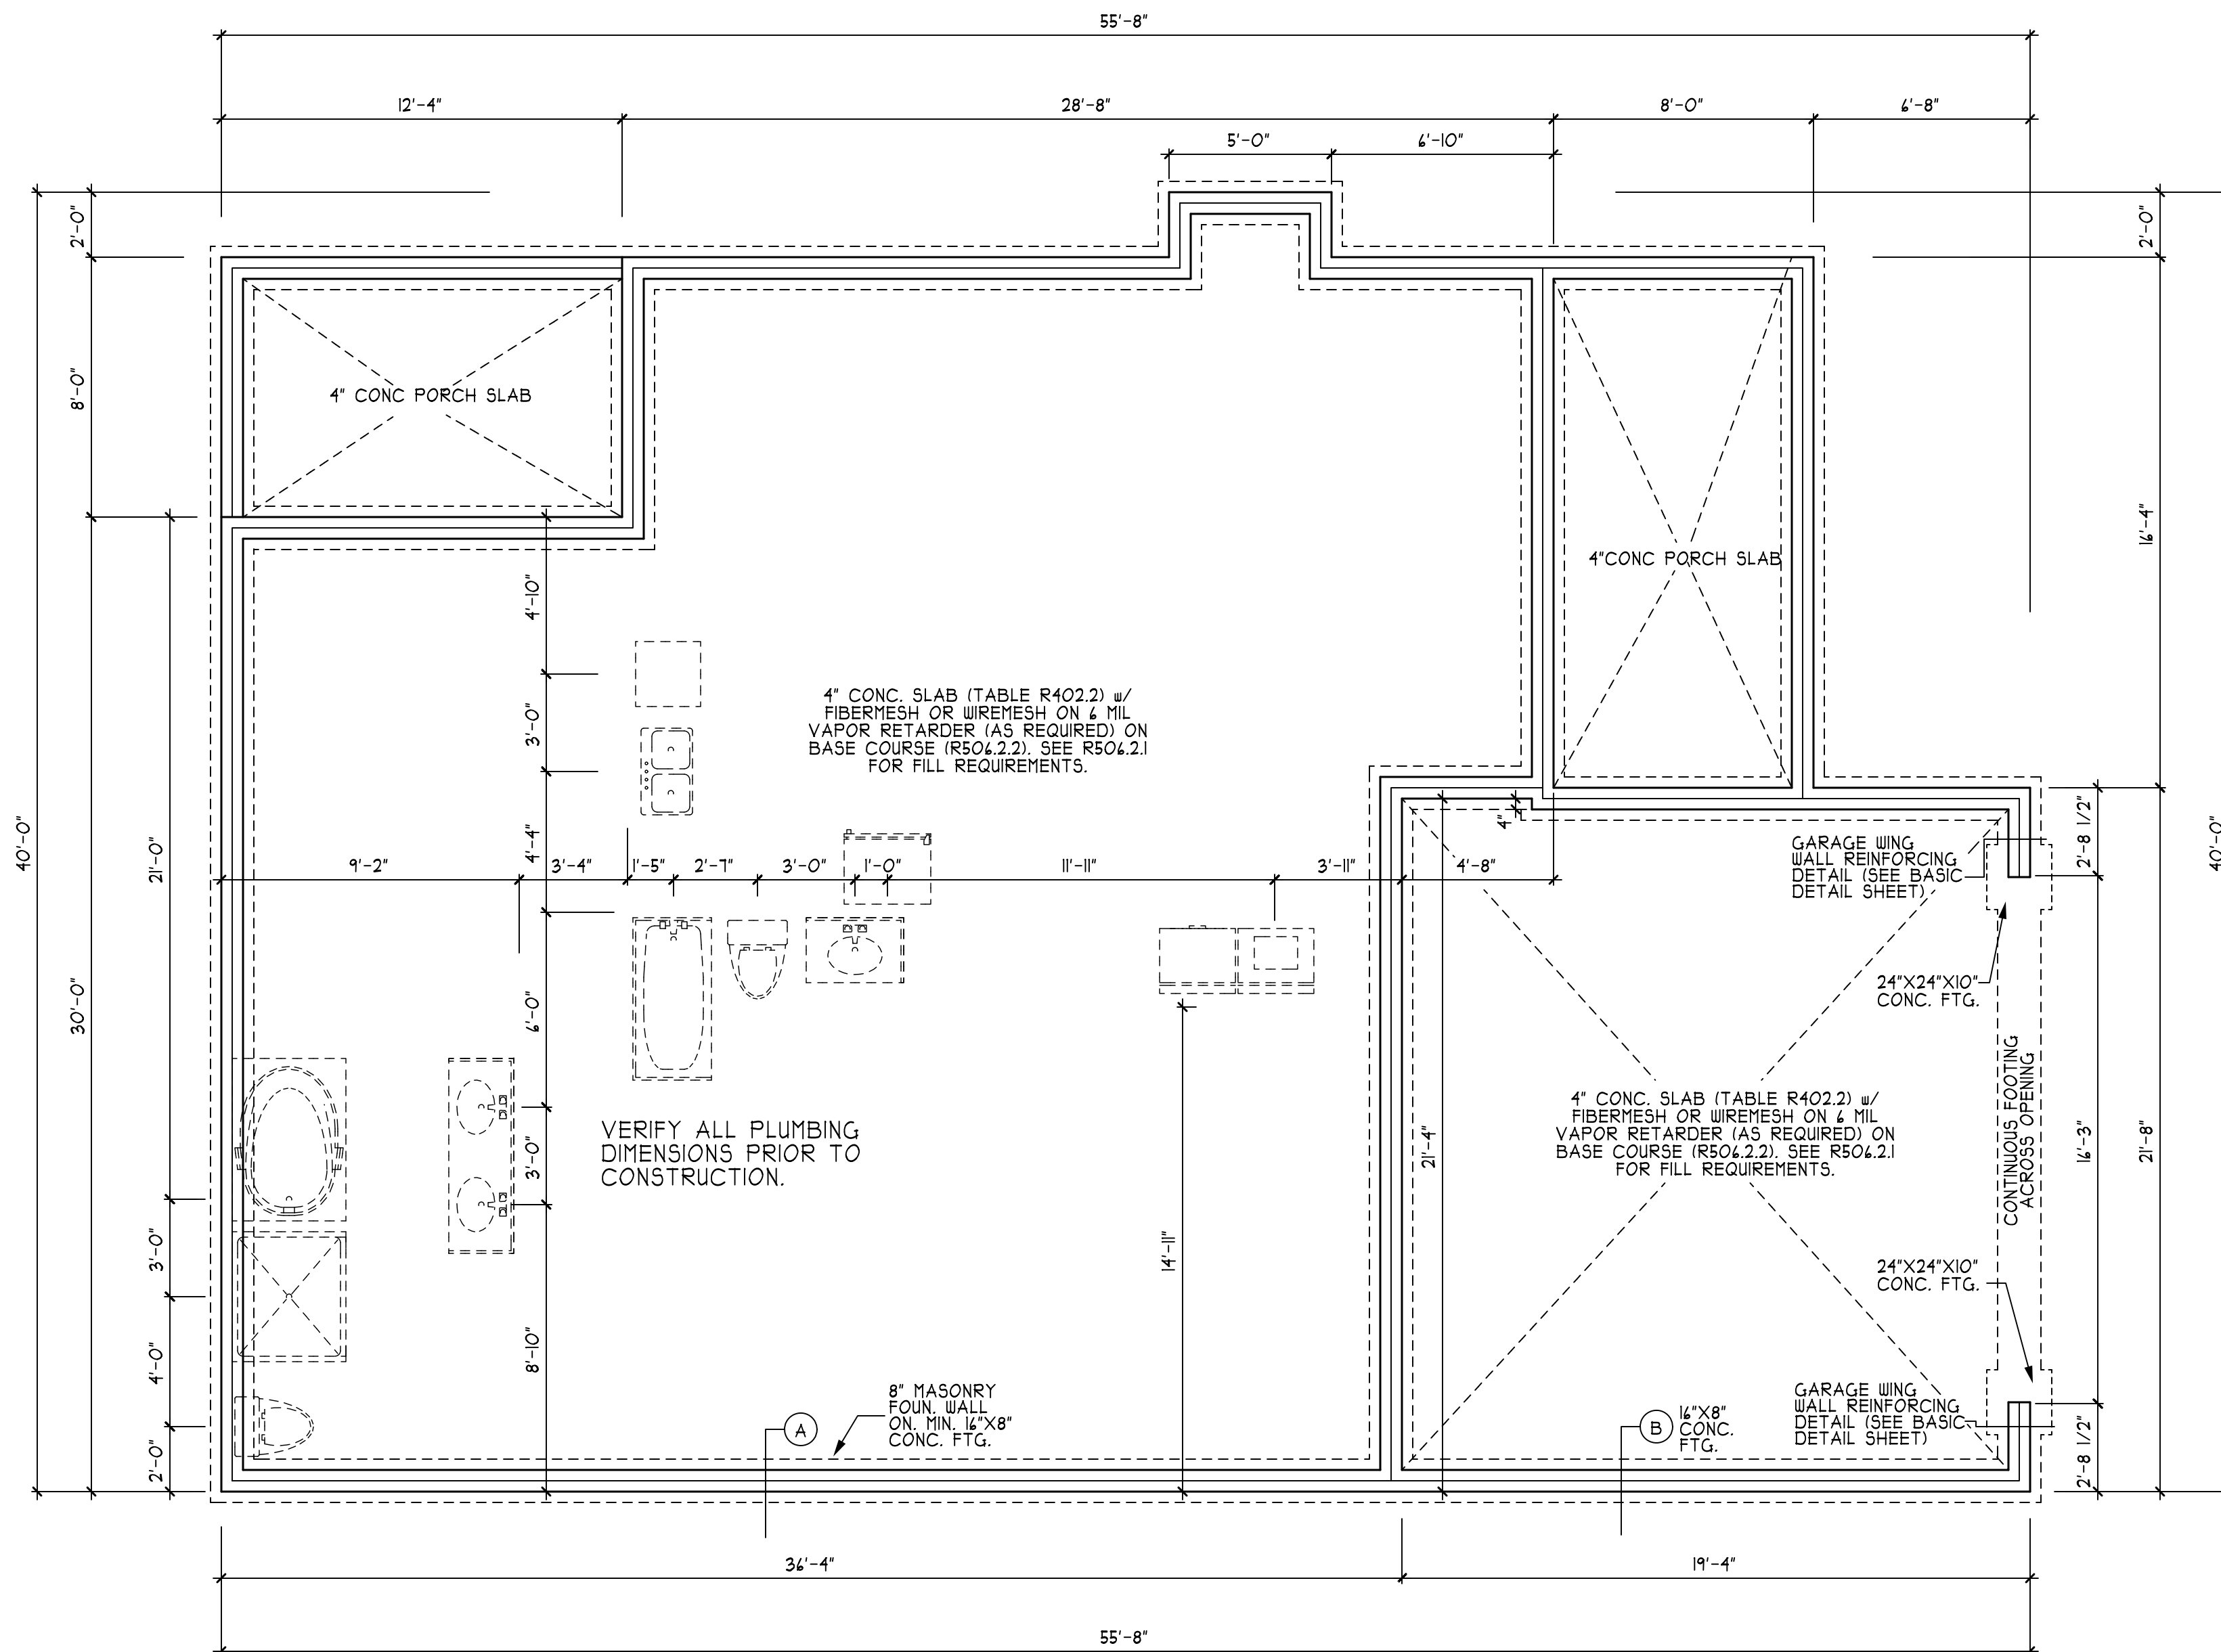 55'-8"
12'-4"
28'-8"
8'-0"
6'-8"
5'-0"
6'-10"
2'-0"
8'-0"
30'-0"
40'-0"
21'-0"
3'-0"
4'-0"
2'-0"
4" CONC PORCH SLAB
4'-10"
3'-0"
4'-4"
6'-0"
3'-0"
8'-10"
4" CONC. SLAB (TABLE R402.2) w/
FIBERMESH OR WIREMESH ON 6 MIL
VAPOR RETARDER (AS REQUIRED) ON
BASE COURSE (R506.2.2). SEE R506.2.1
FOR FILL REQUIREMENTS.
9'-2"
3'-4"
1'-5"
2'-7"
3'-0"
1'-0"
11'-11"
3'-11"
4'-8"
VERIFY ALL PLUMBING
DIMENSIONS PRIOR TO
CONSTRUCTION.
14'-11"
21'-4"
4"
8" MASONRY
FOUN. WALL
ON. MIN. 16"X8"
CONC. FTG.
A
4"CONC PORCH SLAB
GARAGE WING
WALL REINFORCING
DETAIL (SEE BASIC
DETAIL SHEET)
24"X24"X10"
CONC. FTG.
4" CONC. SLAB (TABLE R402.2) w/
FIBERMESH OR WIREMESH ON 6 MIL
VAPOR RETARDER (AS REQUIRED) ON
BASE COURSE (R506.2.2). SEE R506.2.1
FOR FILL REQUIREMENTS.
CONTINUOUS FOOTING
ACROSS OPENING
24"X24"X10"
CONC. FTG.
GARAGE WING
WALL REINFORCING
DETAIL (SEE BASIC
DETAIL SHEET)
B
16"X8"
CONC.
FTG.
2'-0"
16'-4"
21'-8"
40'-0"
2'-8 1/2"
16'-3"
2'-8 1/2"
36'-4"
19'-4"
55'-8"